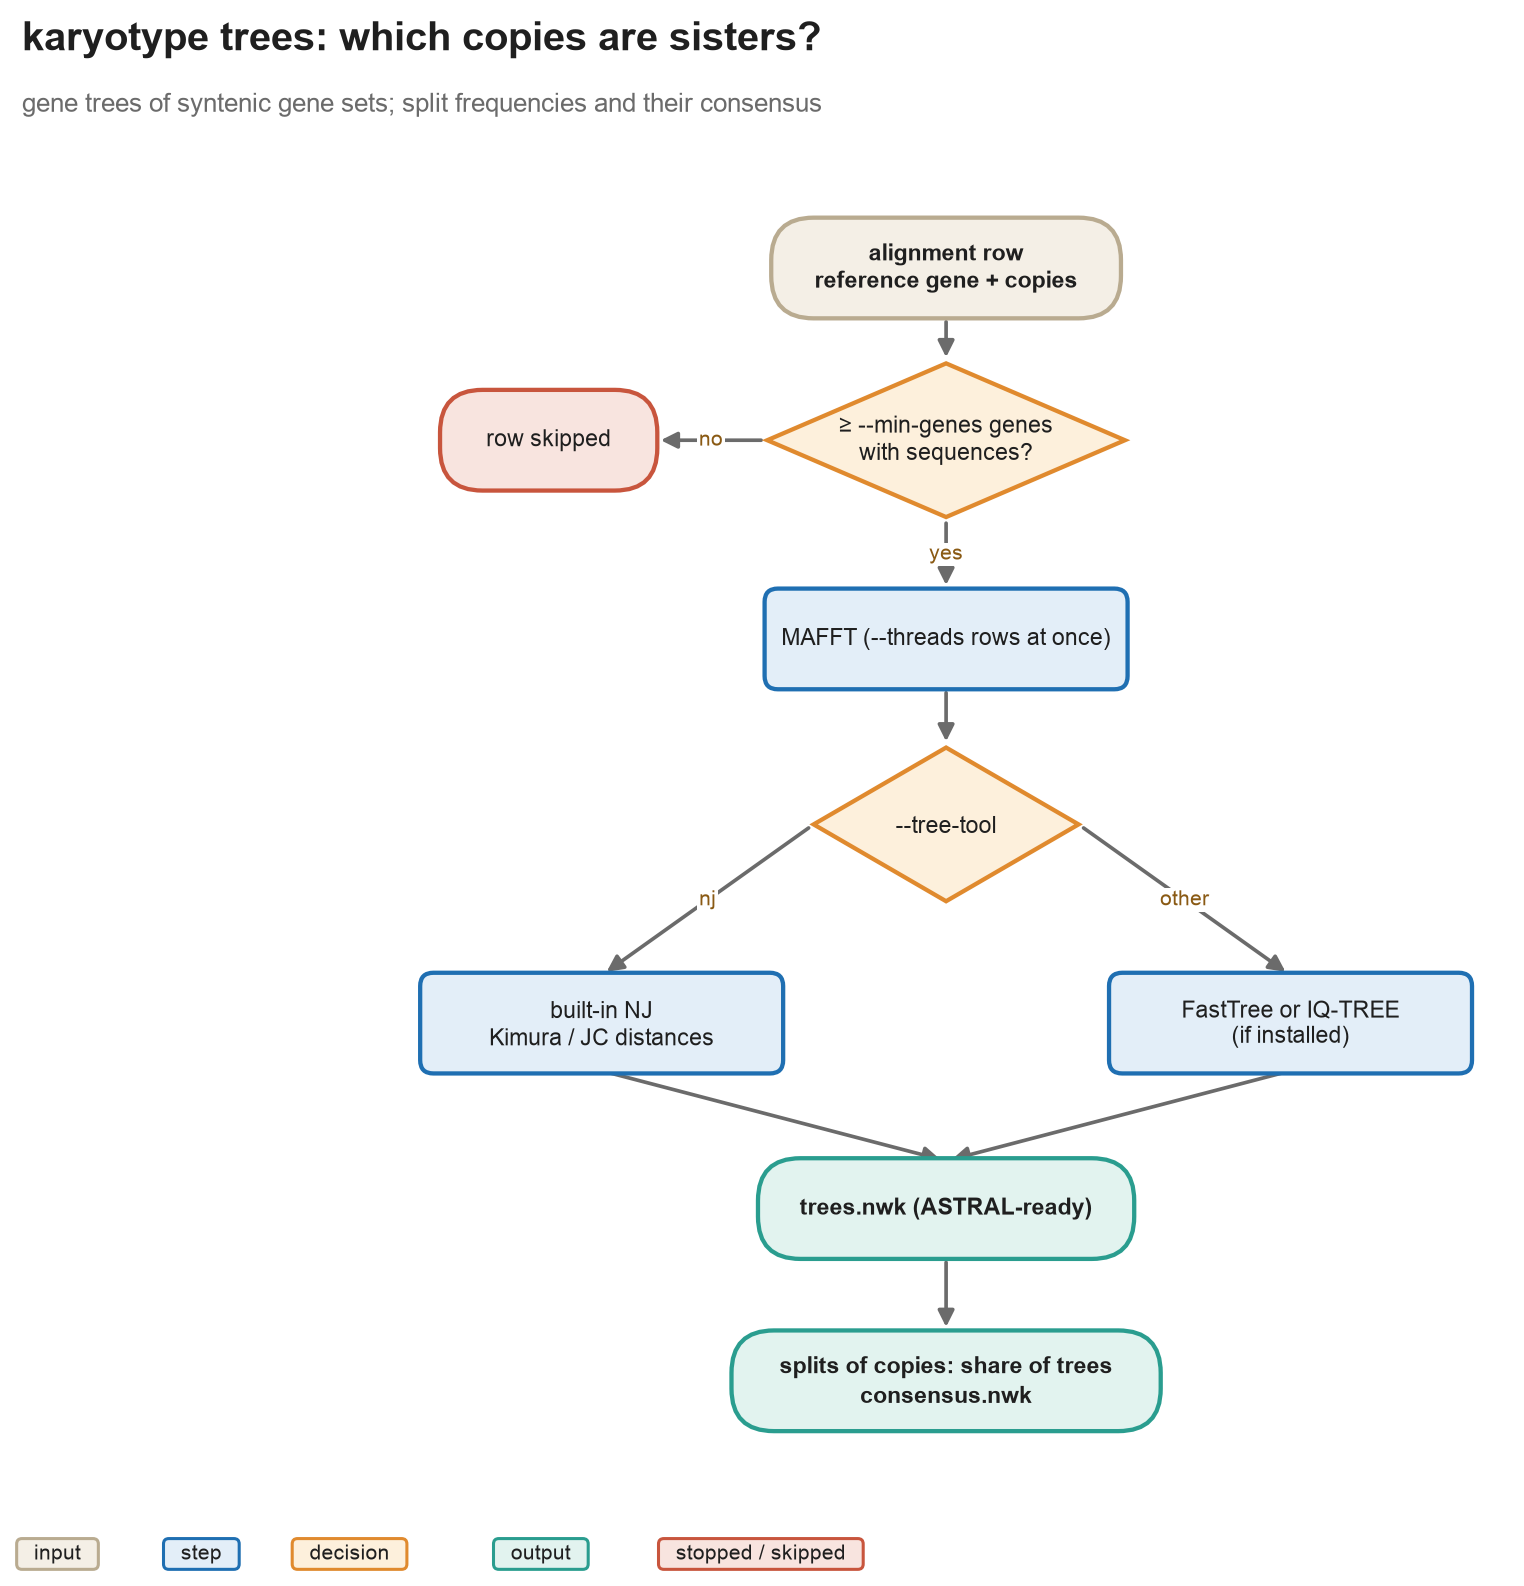 karyotype trees: which copies are sisters?
gene trees of syntenic gene sets; split frequencies and their consensus
alignment row
reference gene + copies
≥ --min-genes genes
with sequences?
no
row skipped
yes
MAFFT (--threads rows at once)
--tree-tool
nj
other
built-in NJ
Kimura / JC distances
FastTree or IQ-TREE
(if installed)
trees.nwk (ASTRAL-ready)
splits of copies: share of trees
consensus.nwk
input
step
decision
output
stopped / skipped